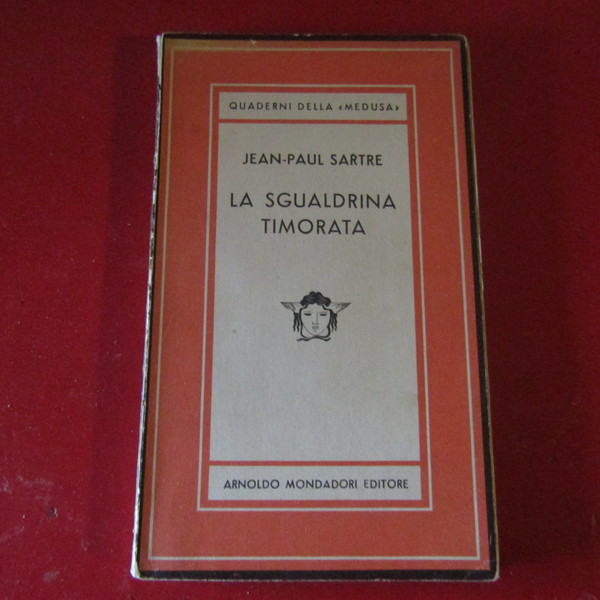 QUADERNI DELLA «MEDUSA»
JEAN-PAUL SARTRE
LA SGUALDRINA
TIMORATA
ARNOLDO MONDADORI EDITORE